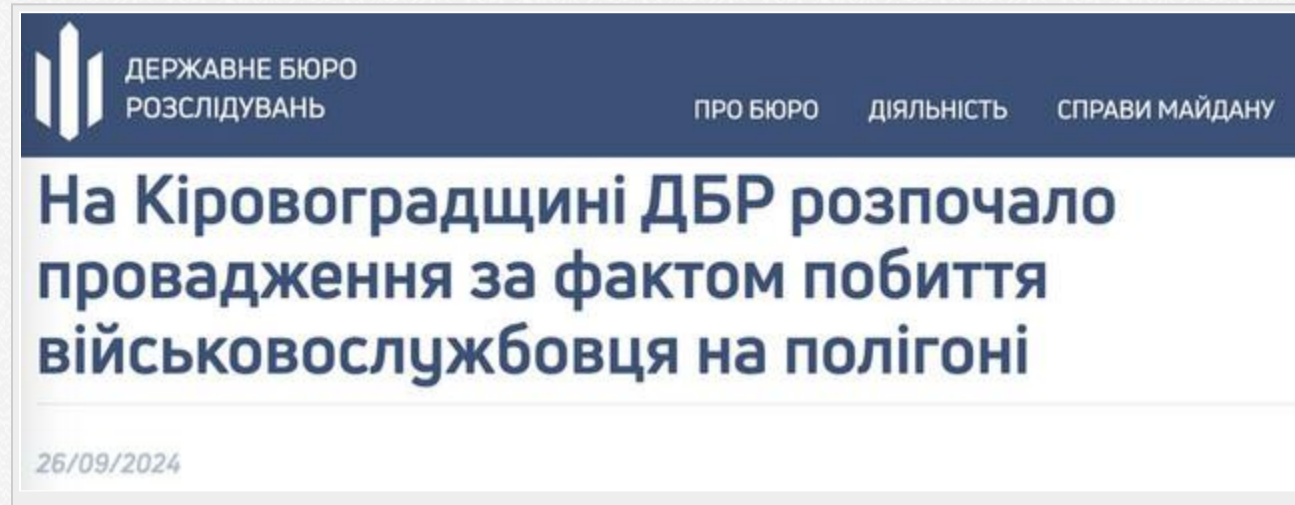 ДЕРЖАВНЕ БЮРО
РОЗСЛІДУВАНЬ
ПРО БЮРО ДІЯЛЬНІСТЬ СПРАВИ МАЙДАНУ
На Кіровоградщині ДБР розпочало
провадження за фактом побиття
військовослужбовця на полігоні
26/09/2024